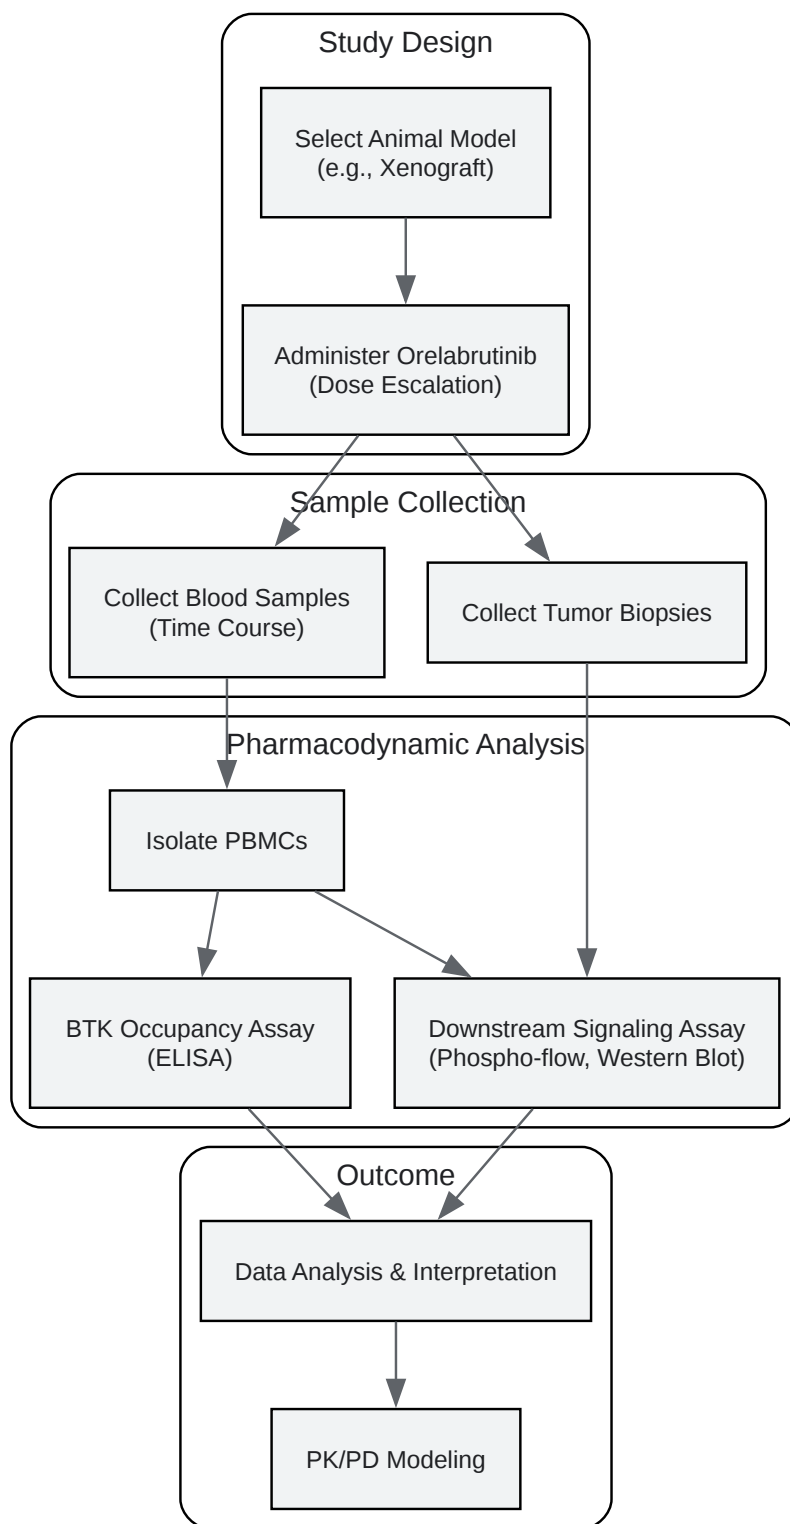 Study Design
Select Animal Model
(e.g., Xenograft)
Administer Orelabrutinib
(Dose Escalation)
Sample Collection
Collect Blood Samples
(Time Course)
Collect Tumor Biopsies
Pharmacodynamic Analysis
Isolate PBMCs
BTK Occupancy Assay
(ELISA)
Downstream Signaling Assay
(Phospho-flow, Western Blot)
Outcome
Data Analysis & Interpretation
PK/PD Modeling